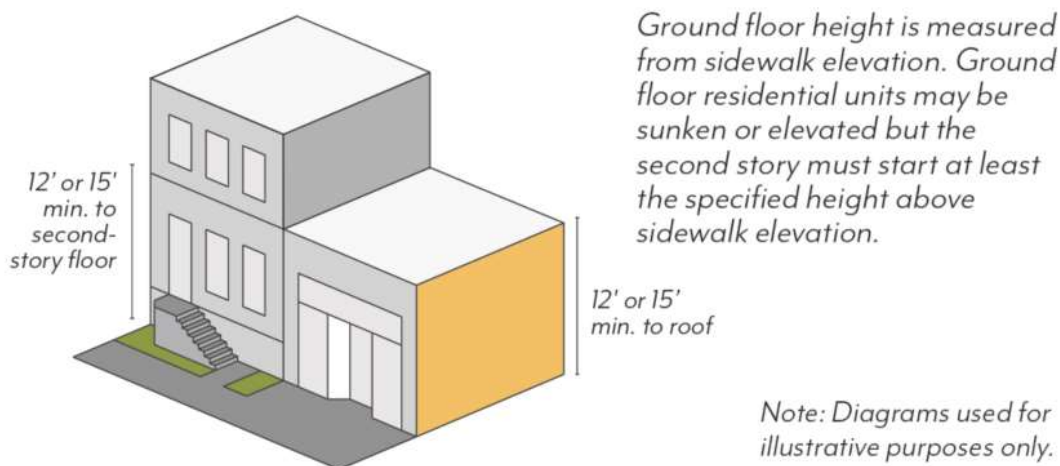 Ground floor height is measured
from sidewalk elevation. Ground
floor residential units may be
sunken or elevated but the
second story must start at least
the specified height above
sidewalk elevation.
12' or 15'
min. to
second-
story floor
12' or 15'
min. to roof
Note: Diagrams used for
illustrative purposes only.